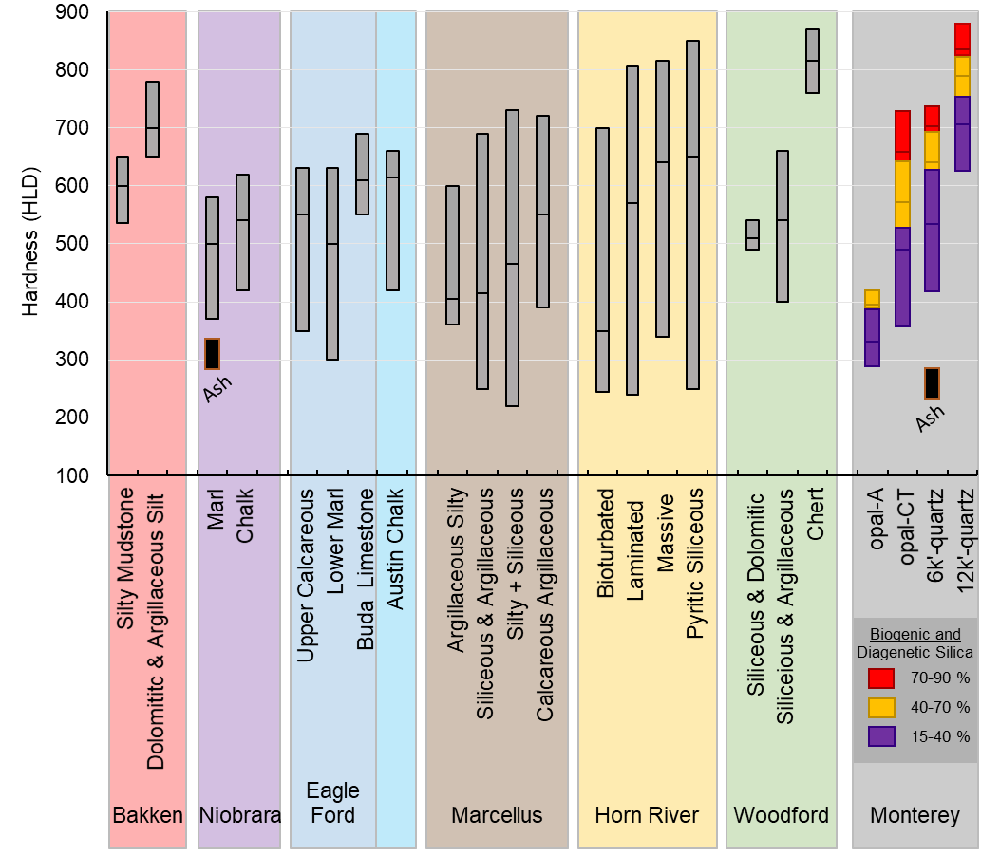 Hardness (HLD)
900
800
700
600
500
400
300
200
100
Ash
Ash
Silty Mudstone
Dolomititc & Argillaceous Silt
Marl
Chalk
Upper Calcareous
Lower Marl
Buda Limestone
Austin Chalk
Argillaceous Silty
Siliceous & Argillaceous
Silty + Siliceous
Calcareous Argillaceous
Bioturbated
Laminated
Massive
Pyritic Siliceous
Siliceous & Dolomitic
Siliceious & Argillaceous
Chert
opal-A
opal-CT
6k'-quartz
12k'-quartz
Biogenic and
Diagenetic Silica
70-90 %
40-70 %
15-40 %
Bakken
Niobrara
Eagle
Ford
Marcellus
Horn River
Woodford
Monterey